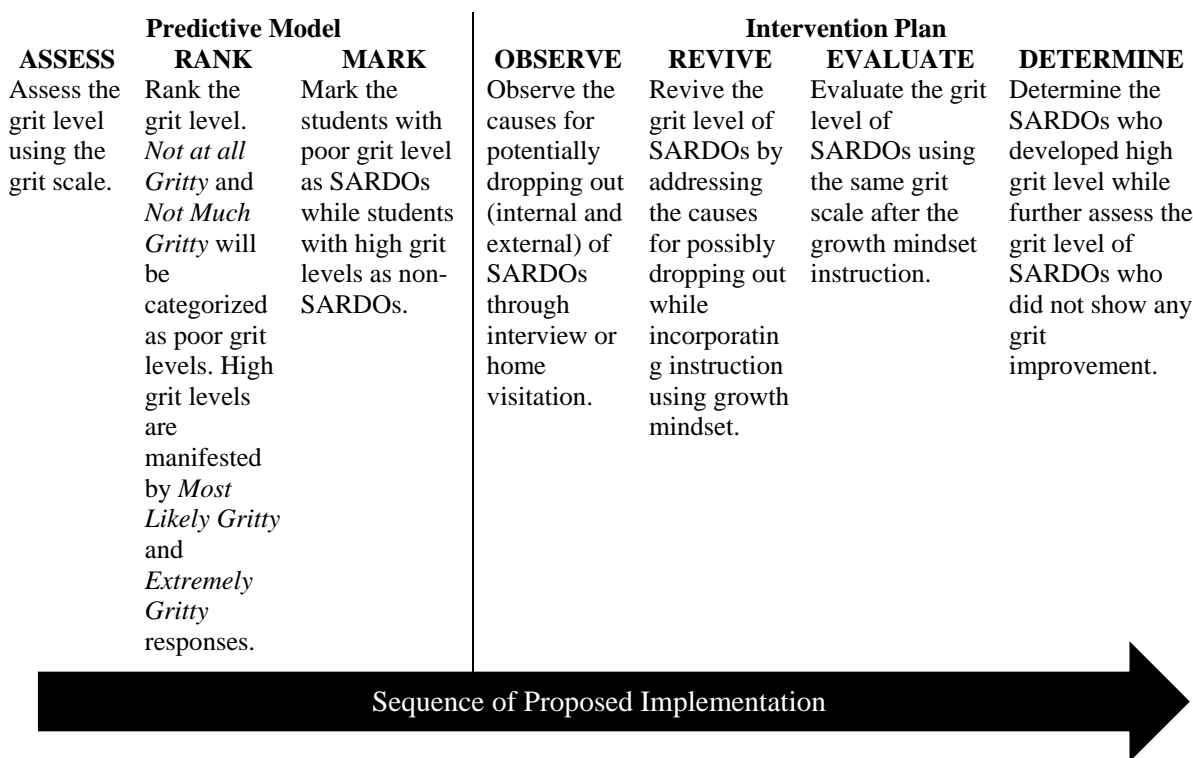 Predictive Model
ASSESS
Assess the
grit level
using the
grit scale.
RANK
Rank the
grit level.
Not at all
Gritty and
Not Much
Gritty will
be
categorized
as poor grit
levels. High
grit levels
are
manifested
by Most
Likely Gritty
and
Extremely
Gritty
responses.
MARK
Mark the
students with
poor grit level
as SARDOs
while students
with high grit
levels as non-
SARDOs.
Intervention Plan
OBSERVE
Observe the
causes for
potentially
dropping out
(internal and
external) of
SARDOs
through
interview or
home
visitation.
REVIVE
Revive the
grit level of
SARDOs by
addressing
the causes
for possibly
dropping out
while
incorporatin
g instruction
using growth
mindset.
EVALUATE
Evaluate the grit
level of
SARDOs using
the same grit
scale after the
growth mindset
instruction.
DETERMINE
Determine the
SARDOs who
developed high
grit level while
further assess the
grit level of
SARDOs who
did not show any
grit
improvement.
Sequence of Proposed Implementation